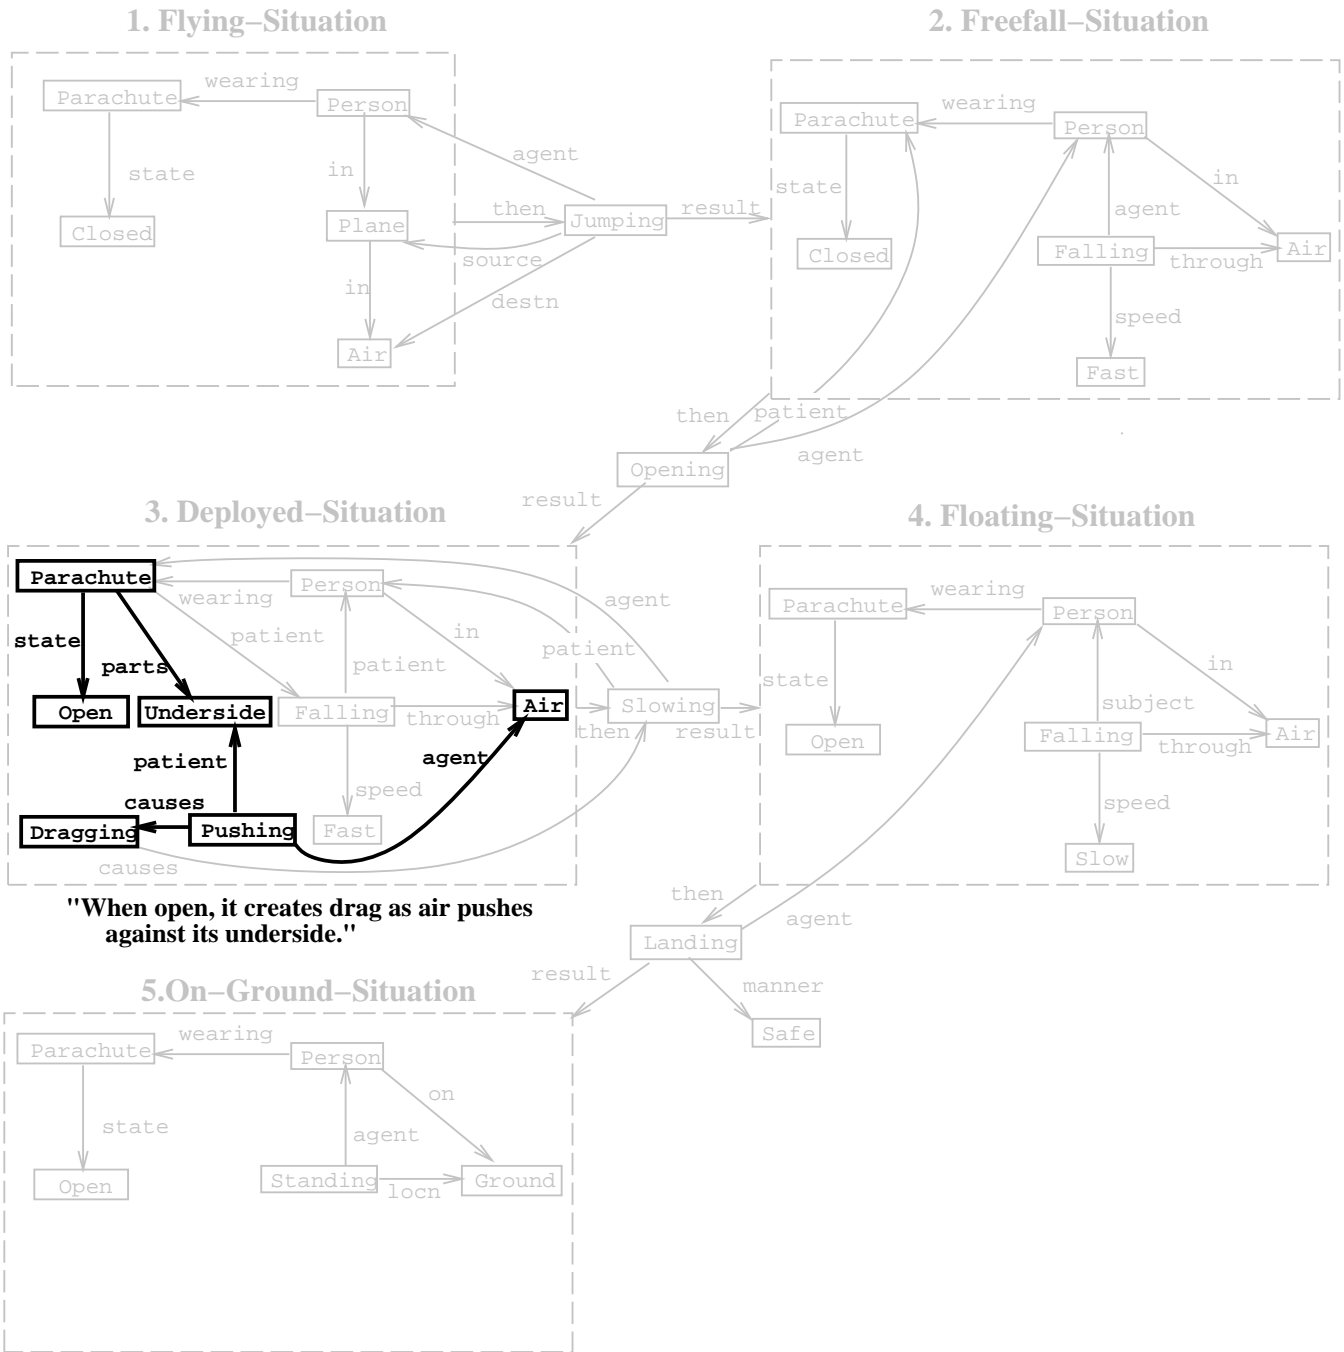 1. Flying−Situation
2. Freefall−Situation
Parachute
wearing
Person
agent
state
in
Closed
Plane
then
Jumping
result
source
in
destn
Air
Parachute
wearing
Person
state
in
agent
Closed
Falling
through
Air
speed
Fast
then
patient
agent
Opening
result
3. Deployed−Situation
4. Floating−Situation
Parachute
Person
wearing
agent
state
patient
in
parts
patient
patient
Open
Underside
Falling
through
Air
then
Slowing
result
patient
agent
causes
speed
Dragging
Pushing
Fast
causes
Parachute
wearing
Person
state
in
subject
Open
Falling
through
Air
speed
Slow
"When open, it creates drag as air pushes
against its underside."
then
agent
Landing
result
manner
Safe
5.On−Ground−Situation
Parachute
wearing
Person
on
state
agent
Open
Standing
locn
Ground